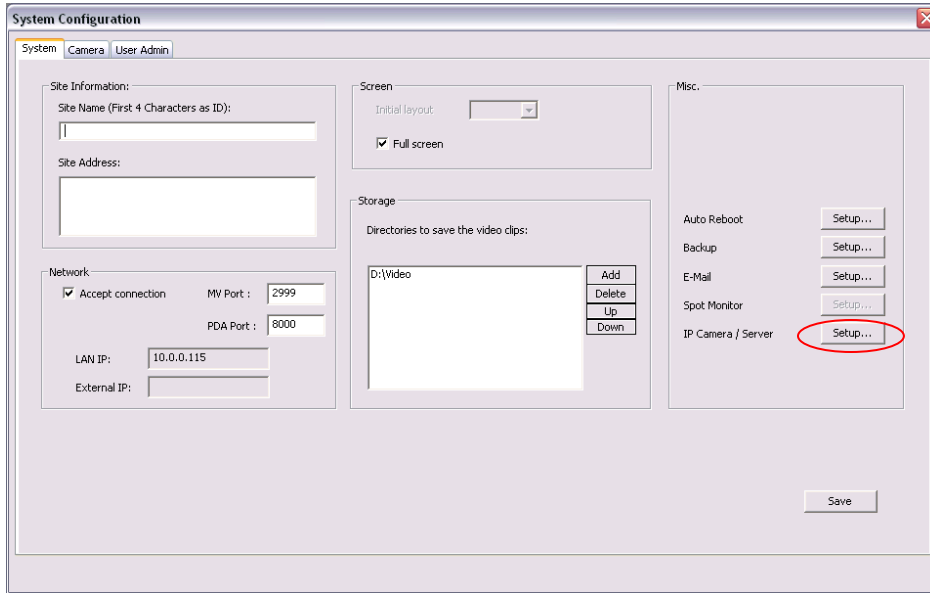 System Configuration
System Camera User Admin
Site Information:
Site Name (First 4 Characters as ID):
Site Address:
Network
Accept connection MV Port : 2999
PDA Port : 8000
LAN IP: 10.0.0.115
External IP:
Screen
Initial layout
Full screen
Storage
Directories to save the video clips:
D:\Video
Add
Delete
Up
Down
Misc.
Auto Reboot Setup...
Backup Setup...
E-Mail Setup...
Spot Monitor Setup...
IP Camera / Server Setup...
Save